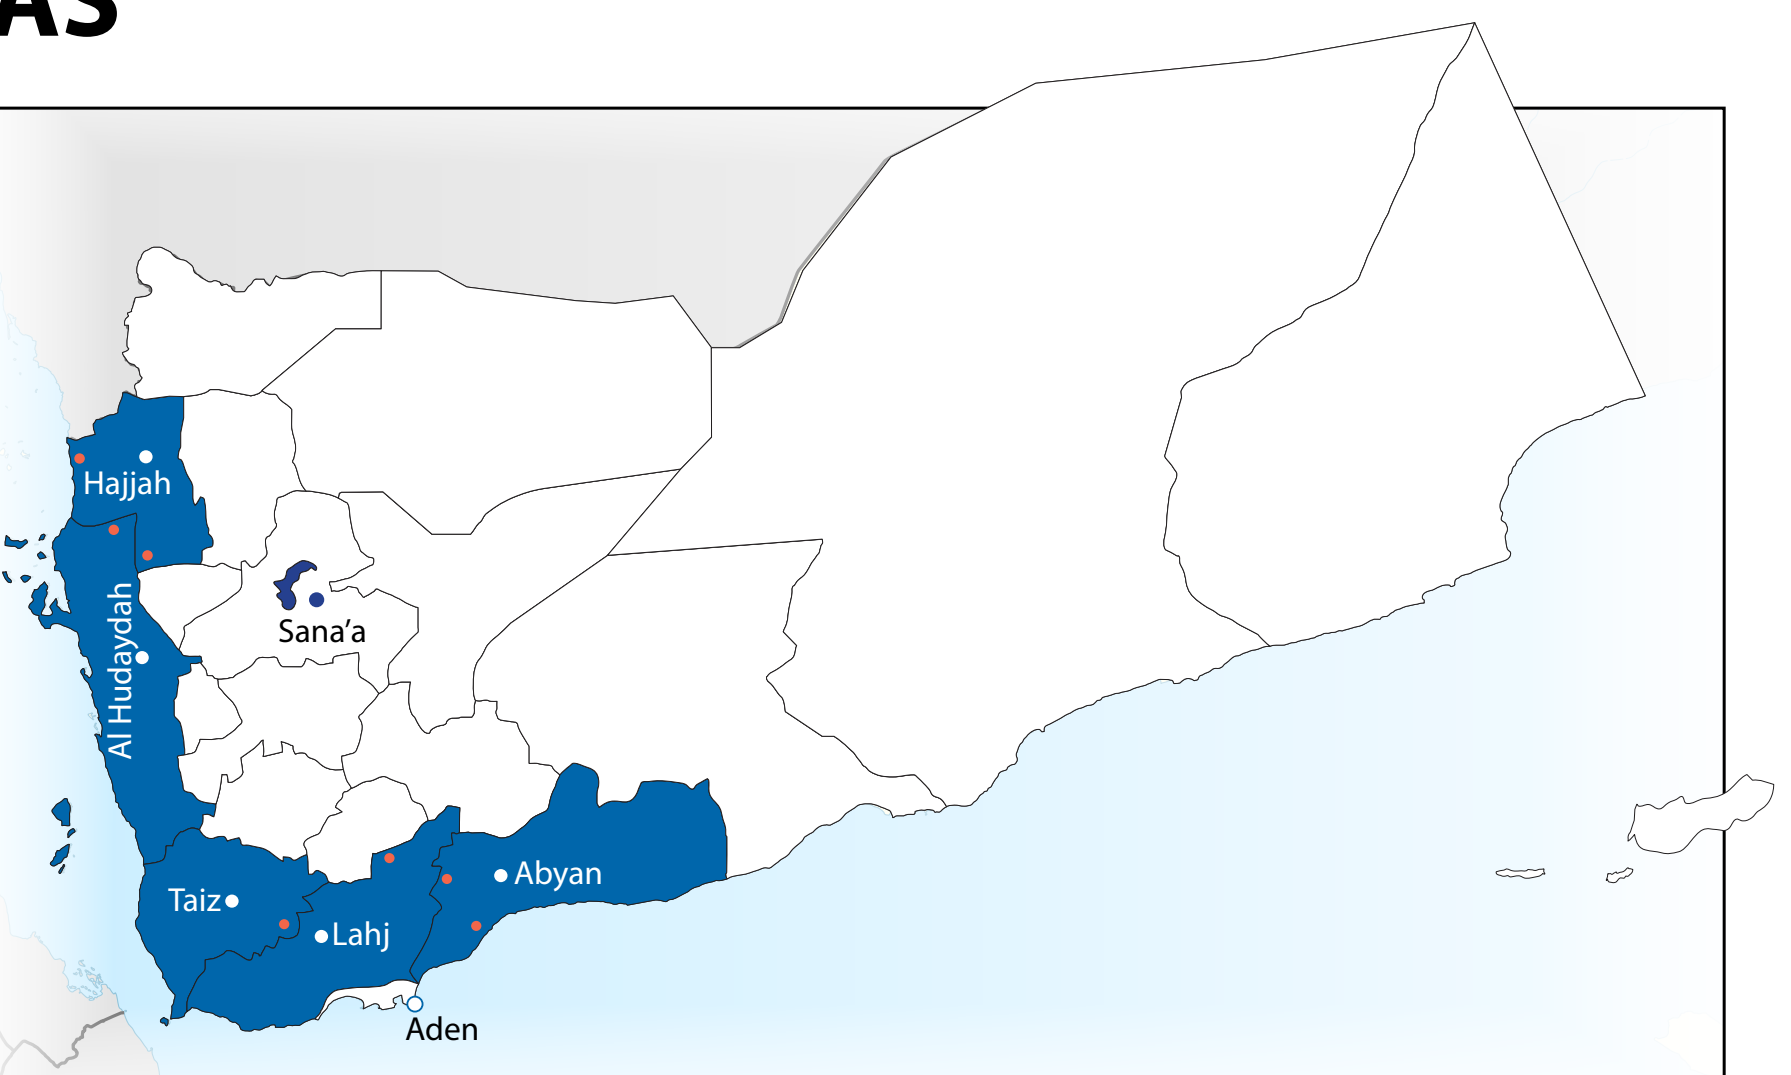 AS
Hajjah
Al Hudaydah
Sana’a
Taiz
Abyan
Lahj
Aden